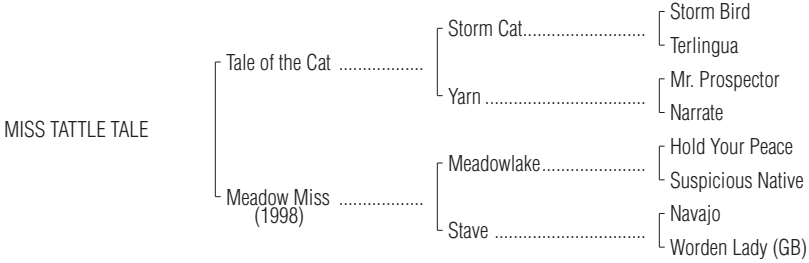 Storm Bird
Storm Cat..........................
Terlingua
Tale of the Cat ..................
Mr. Prospector
Yarn ..................................
Narrate
MISS TATTLE TALE
Hold Your Peace
Meadowlake......................
Suspicious Native
Meadow Miss ..................
(1998)
Navajo
Stave ................................
Worden Lady (GB)